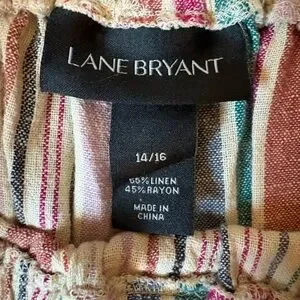 LANE BRYANT
14/16
55% LINEN
45% RAYON
MADE IN
CHINA